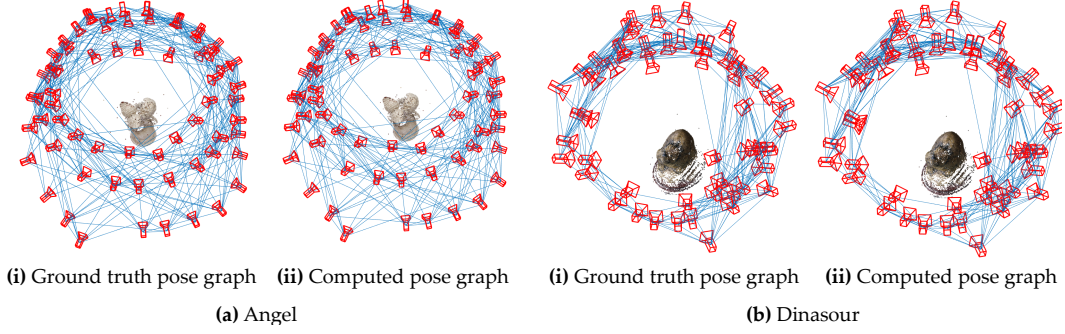 (i) Ground truth pose graph (ii) Computed pose graph (i) Ground truth pose graph (ii) Computed pose graph
(a) Angel (b) Dinasour